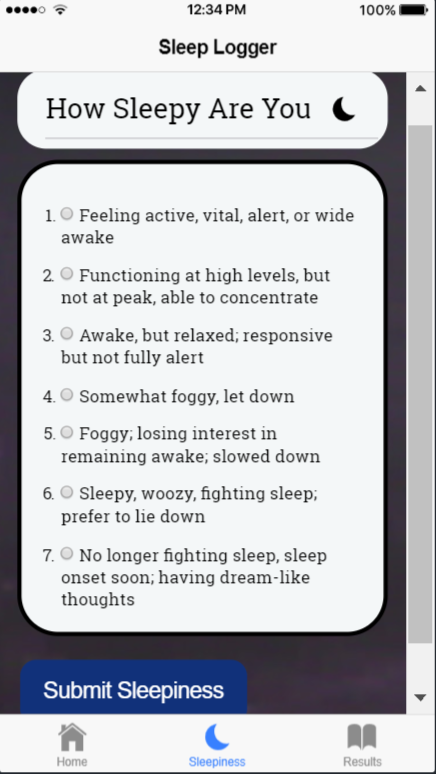 12:34 PM
100%
Sleep Logger
How Sleepy Are You
1. Feeling active, vital, alert, or wide
awake
2. Functioning at high levels, but
not at peak, able to concentrate
3. Awake, but relaxed; responsive
but not fully alert
4. Somewhat foggy, let down
5. Foggy; losing interest in
remaining awake; slowed down
6. Sleepy, woozy, fighting sleep;
prefer to lie down
7. No longer fighting sleep, sleep
onset soon; having dream-like
thoughts
Submit Sleepiness
Home
Sleepiness
Results